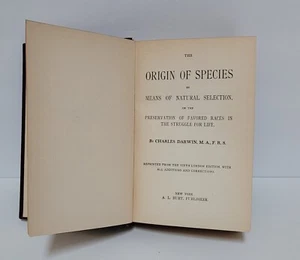 THE
ORIGIN OF SPECIES
BY
MEANS OF NATURAL SELECTION,
OR THE
PRESERVATION OF FAVORED RACES IN
THE STRUGGLE FOR LIFE.
By CHARLES DARWIN, M.A., F.R.S.
REPRINTED FROM THE SIXTH LONDON EDITION, WITH
ALL ADDITIONS AND CORRECTIONS
NEW YORK
A. L. BURT, PUBLISHER